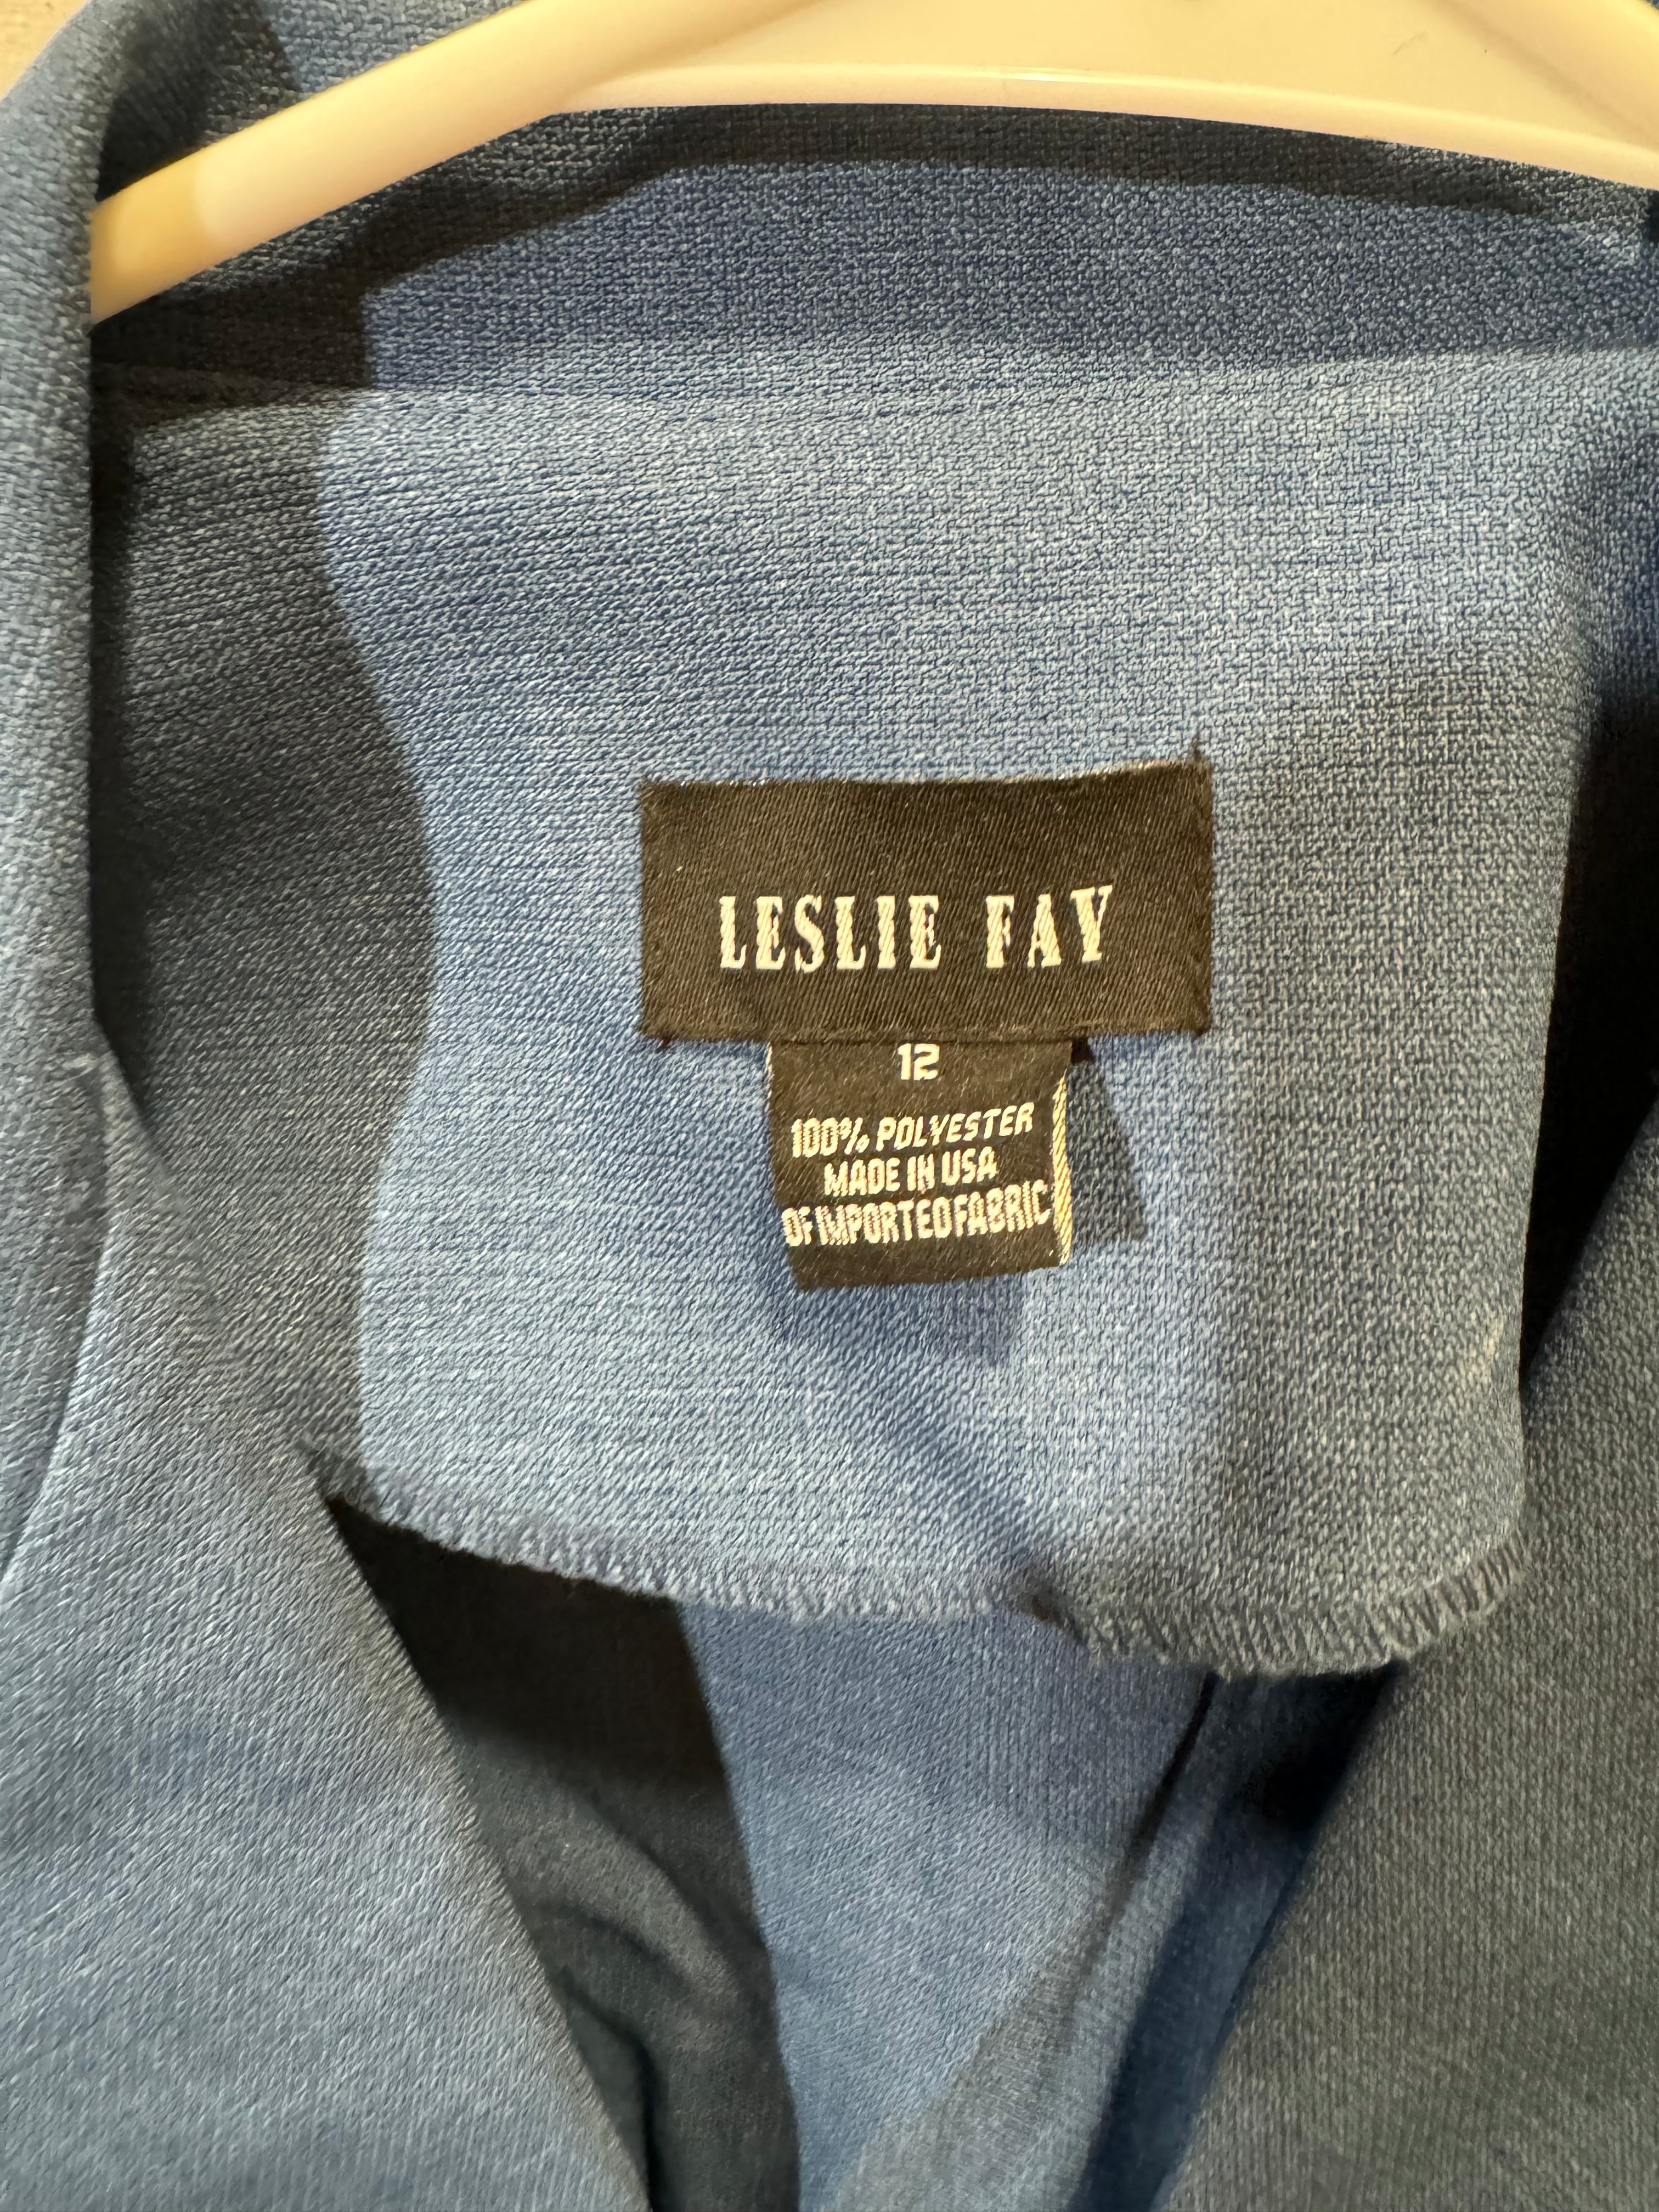 LESLIE FAY
12
100% POLYESTER
MADE IN USA
OF IMPORTED FABRIC